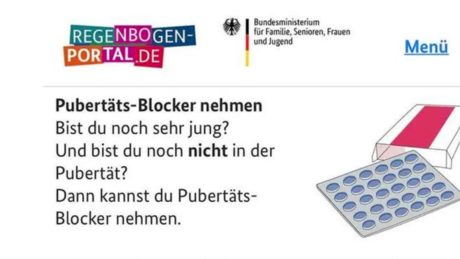 REGENBOGEN-
PORTAL.DE
Bundesministerium
für Familie, Senioren, Frauen
und Jugend
Menü
Pubertäts-Blocker nehmen
Bist du noch sehr jung?
Und bist du noch nicht in der
Pubertät?
Dann kannst du Pubertäts-
Blocker nehmen.